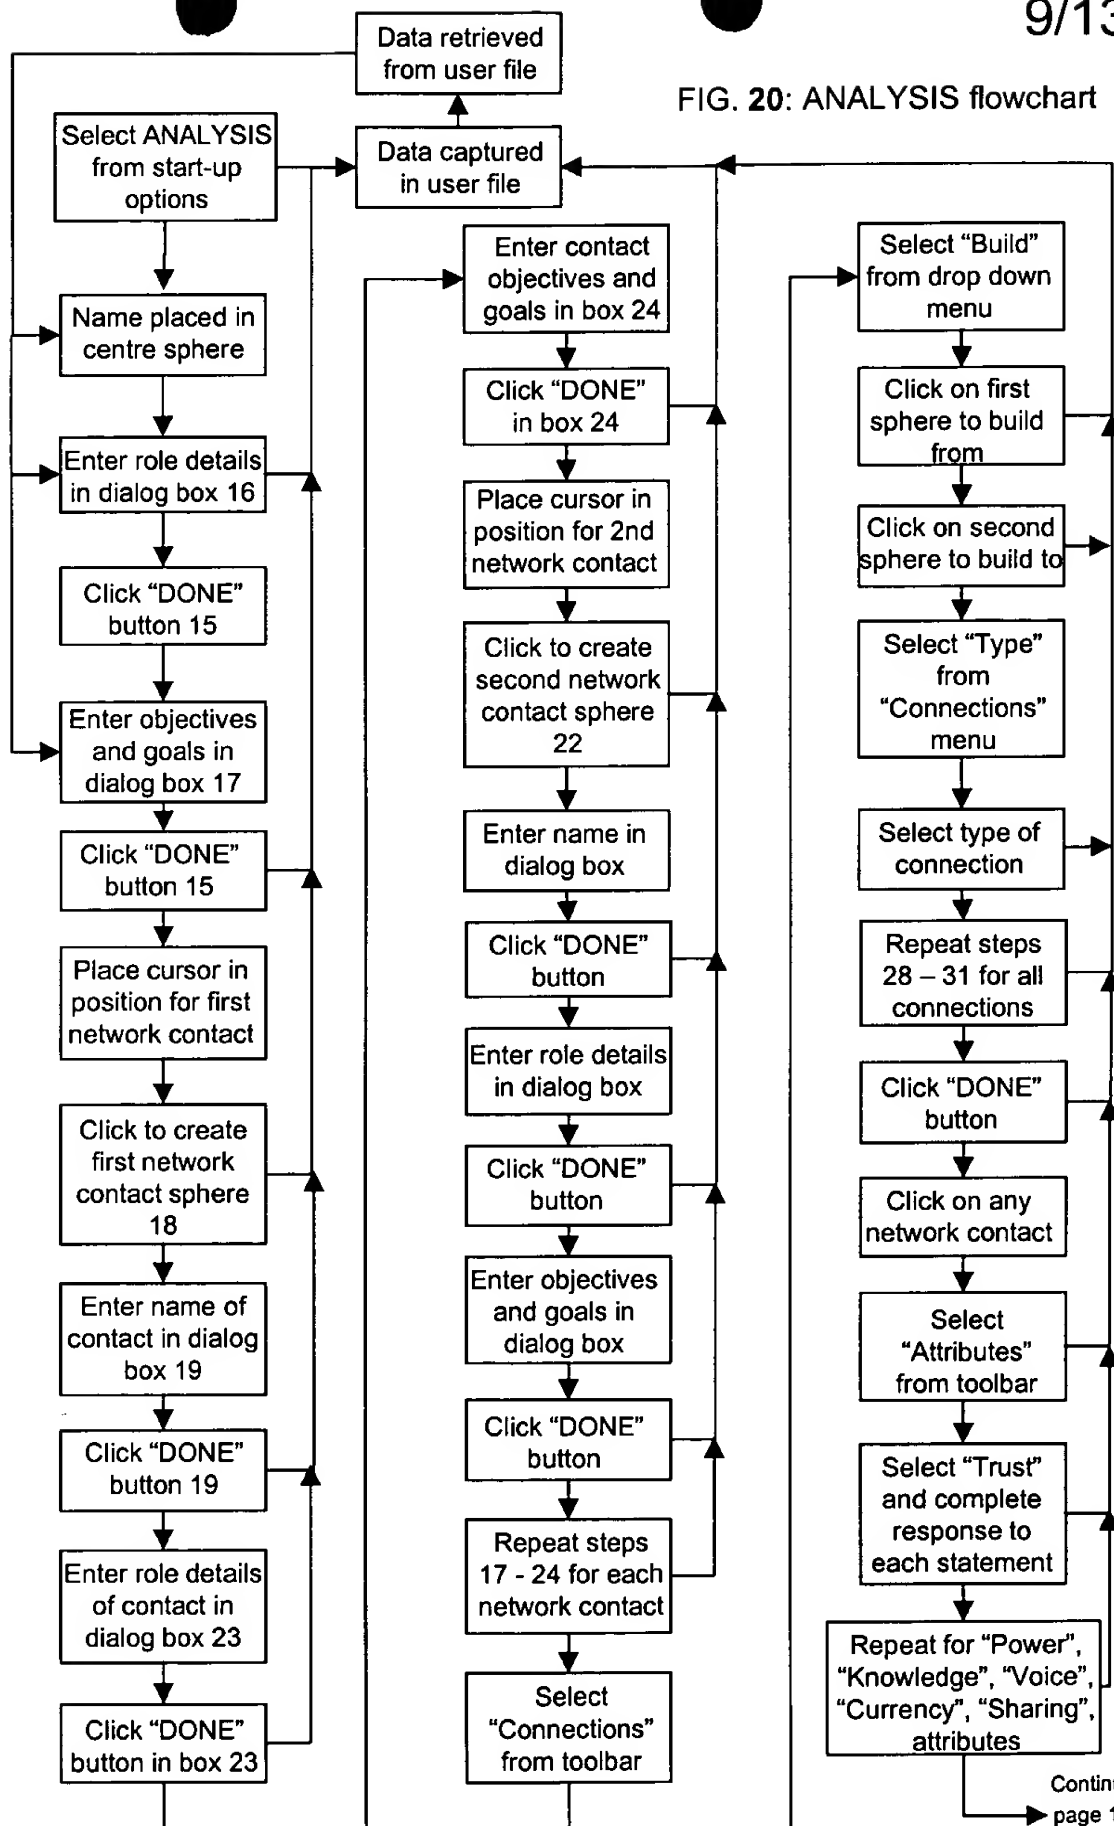 9/13
Data retrieved
from user file
FIG. 20: ANALYSIS flowchart
Select ANALYSIS
from start-up
options
Data captured
in user file
Name placed in
centre sphere
Enter role details
in dialog box 16
Click “DONE”
button 15
Enter objectives
and goals in
dialog box 17
Click “DONE”
button 15
Place cursor in
position for first
network contact
Click to create
first network
contact sphere
18
Enter name of
contact in dialog
box 19
Click “DONE”
button 19
Enter role details
of contact in
dialog box 23
Click “DONE”
button in box 23
Enter contact
objectives and
goals in box 24
Click “DONE”
in box 24
Place cursor in
position for 2nd
network contact
Click to create
second network
contact sphere
22
Enter name in
dialog box
Click “DONE”
button
Enter role details
in dialog box
Click “DONE”
button
Enter objectives
and goals in
dialog box
Click “DONE”
button
Repeat steps
17 - 24 for each
network contact
Select
“Connections”
from toolbar
Select “Build”
from drop down
menu
Click on first
sphere to build
from
Click on second
sphere to build to
Select “Type”
from
“Connections”
menu
Select type of
connection
Repeat steps
28 – 31 for all
connections
Click “DONE”
button
Click on any
network contact
Select
“Attributes”
from toolbar
Select “Trust”
and complete
response to
each statement
Repeat for “Power”,
“Knowledge”, “Voice”,
“Currency”, “Sharing”,
attributes
Contin
page 1